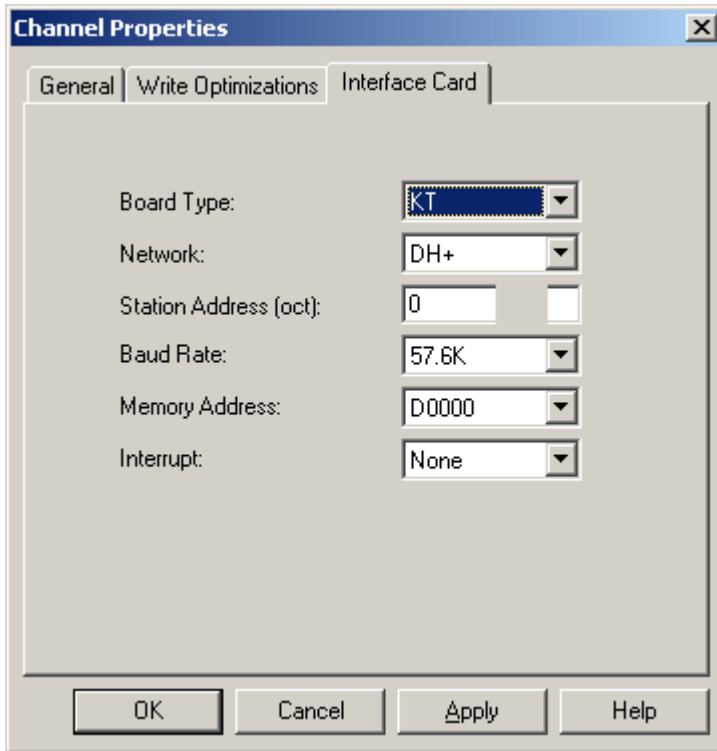 Channel Properties
General Write Optimizations Interface Card
Board Type: KT
Network: DH+
Station Address (oct): 0
Baud Rate: 57.6K
Memory Address: D0000
Interrupt: None
OK Cancel Apply Help